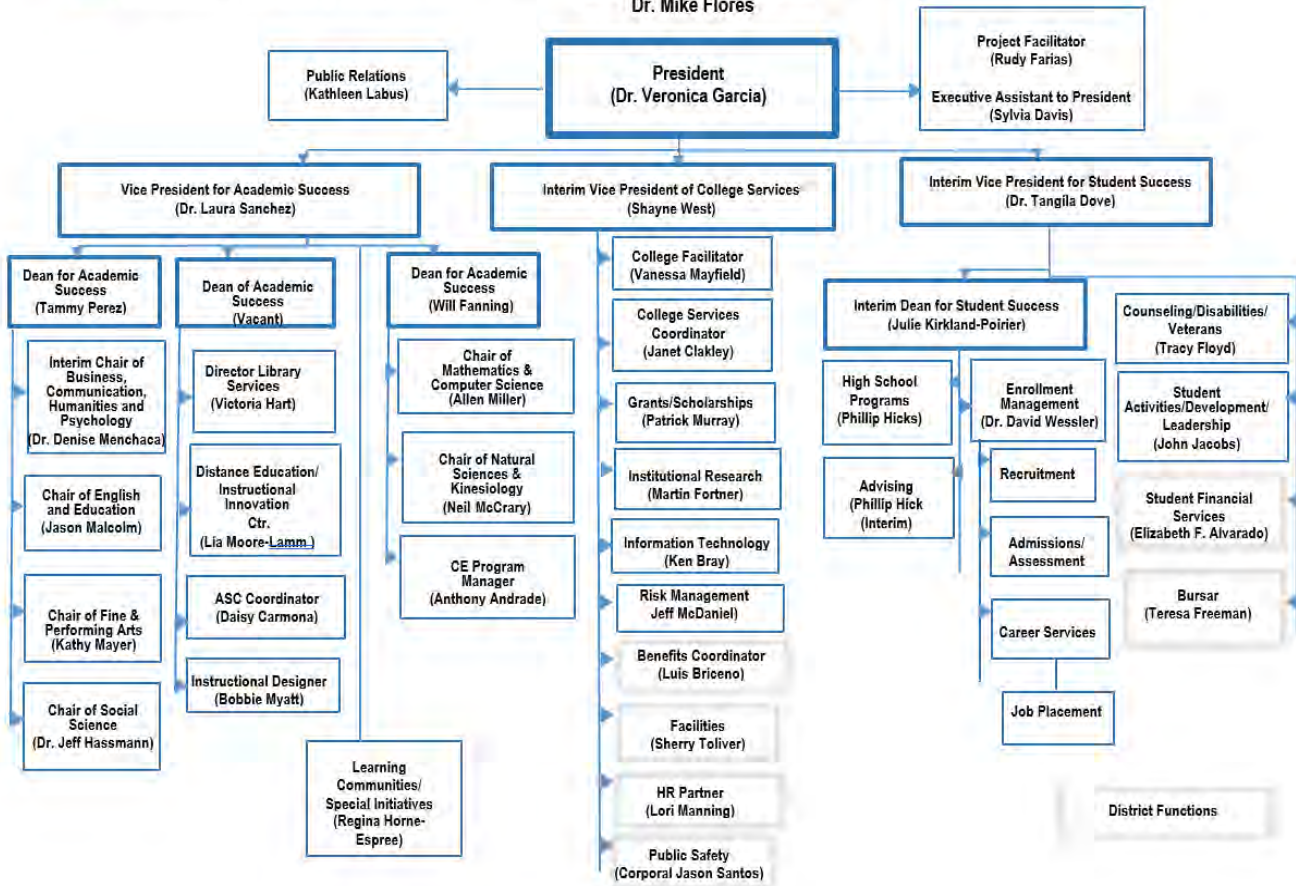 Dr. Mike Flores
Public Relations
(Kathleen Labus)
President
(Dr. Veronica Garcia)
Project Facilitator
(Rudy Farias)
Executive Assistant to President
(Sylvia Davis)
Vice President for Academic Success
(Dr. Laura Sanchez)
Interim Vice President of College Services
(Shayne West)
Interim Vice President for Student Success
(Dr. Tangila Dove)
Dean for Academic
Success
(Tammy Perez)
Interim Chair of
Business,
Communication,
Humanities and
Psychology
(Dr. Denise Menchaca)
Chair of English
and Education
(Jason Malcolm)
Chair of Fine &
Performing Arts
(Kathy Mayer)
Chair of Social
Science
(Dr. Jeff Hassmann)
Dean of Academic
Success
(Vacant)
Director Library
Services
(Victoria Hart)
Distance Education/
Instructional
Innovation
Ctr.
(Lia Moore-Lamm )
ASC Coordinator
(Daisy Carmona)
Instructional Designer
(Bobbie Myatt)
Learning
Communities/
Special Initiatives
(Regina Horne-
Espree)
Dean for Academic
Success
(Will Fanning)
Chair of
Mathematics &
Computer Science
(Allen Miller)
Chair of Natural
Sciences &
Kinesiology
(Neil McCrary)
CE Program
Manager
(Anthony Andrade)
College Facilitator
(Vanessa Mayfield)
College Services
Coordinator
(Janet Clakley)
Grants/Scholarships
(Patrick Murray)
Institutional Research
(Martin Fortner)
Information Technology
(Ken Bray)
Risk Management
Jeff McDaniel)
Benefits Coordinator
(Luis Briceno)
Facilities
(Sherry Toliver)
HR Partner
(Lori Manning)
Public Safety
(Corporal Jason Santos)
Interim Dean for Student Success
(Julie Kirkland-Poirier)
High School
Programs
(Phillip Hicks)
Advising
(Phillip Hick
(Interim)
Enrollment
Management
(Dr. David Wessler)
Recruitment
Admissions/
Assessment
Career Services
Job Placement
Counseling/Disabilities/
Veterans
(Tracy Floyd)
Student
Activities/Development/
Leadership
(John Jacobs)
Student Financial
Services
(Elizabeth F. Alvarado)
Bursar
(Teresa Freeman)
District Functions